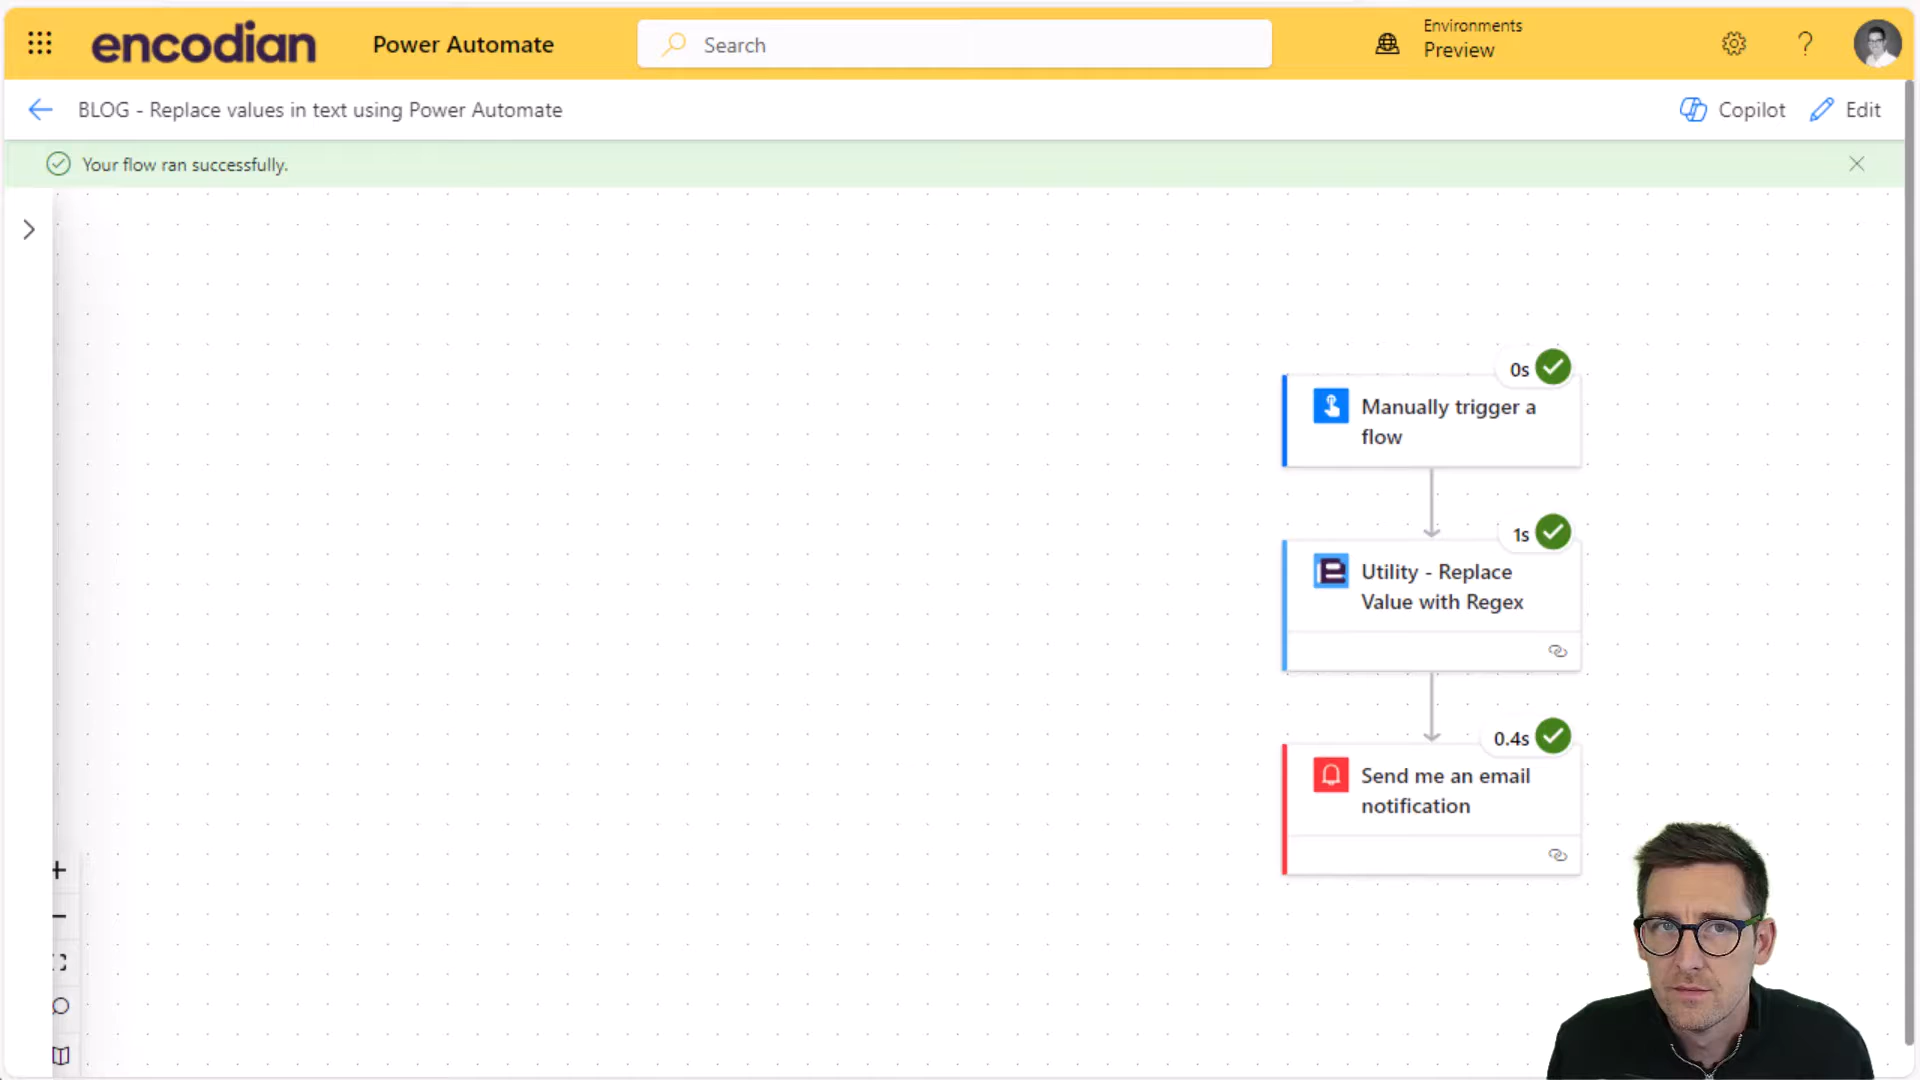 encodian
Power Automate
Search
Environments
Preview
BLOG - Replace values in text using Power Automate
Copilot
Edit
Your flow ran successfully.
0s
Manually trigger a
flow
1s
Utility - Replace
Value with Regex
0.4s
Send me an email
notification